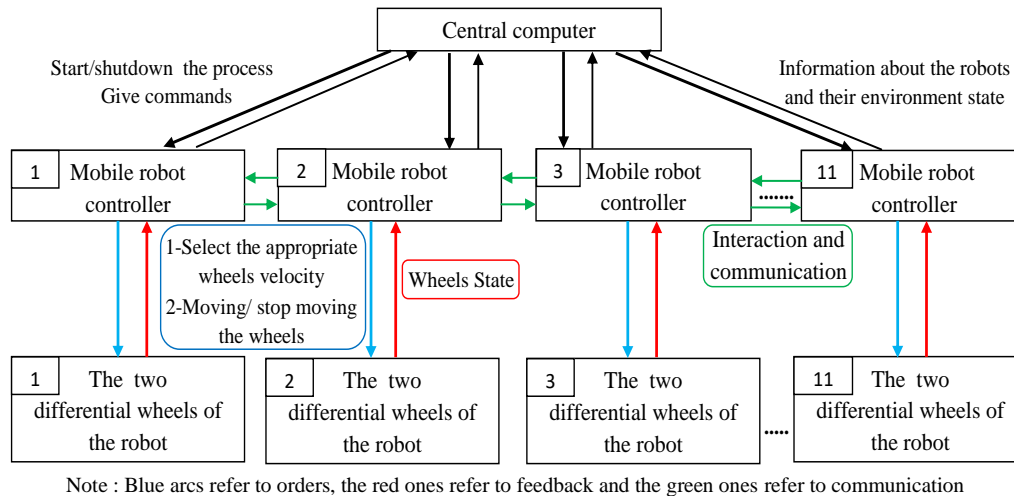 Central computer
Start/shutdown the process
Give commands
Information about the robots
and their environment state
1
Mobile robot
controller
2
Mobile robot
controller
3
Mobile robot
controller
.......
11
Mobile robot
controller
1-Select the appropriate
wheels velocity
2-Moving/ stop moving
the wheels
Wheels State
Interaction and
communication
1
The two
differential wheels of
the robot
2
The two
differential wheels of
the robot
3
The two
differential wheels of
the robot
.....
11
The two
differential wheels of
the robot
Note : Blue arcs refer to orders, the red ones refer to feedback and the green ones refer to communication